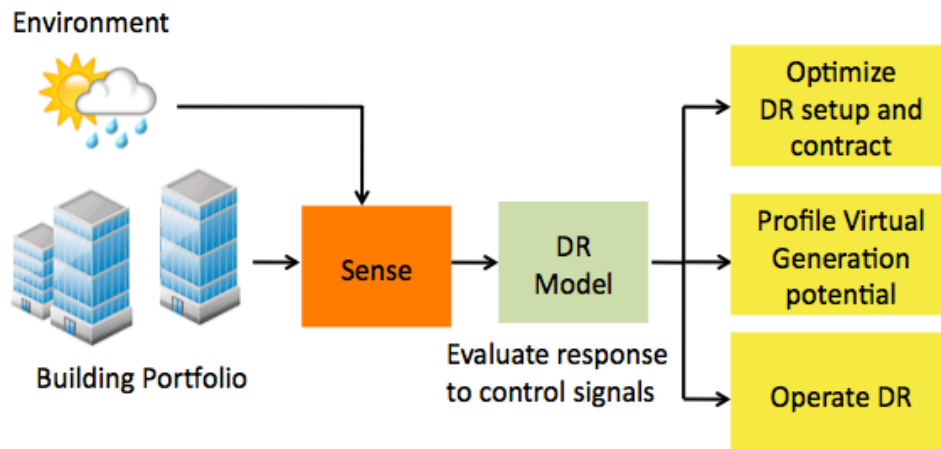 Environment
Building Portfolio
Sense
DR
Model
Evaluate response
to control signals
Optimize
DR setup and
contract
Profile Virtual
Generation
potential
Operate DR